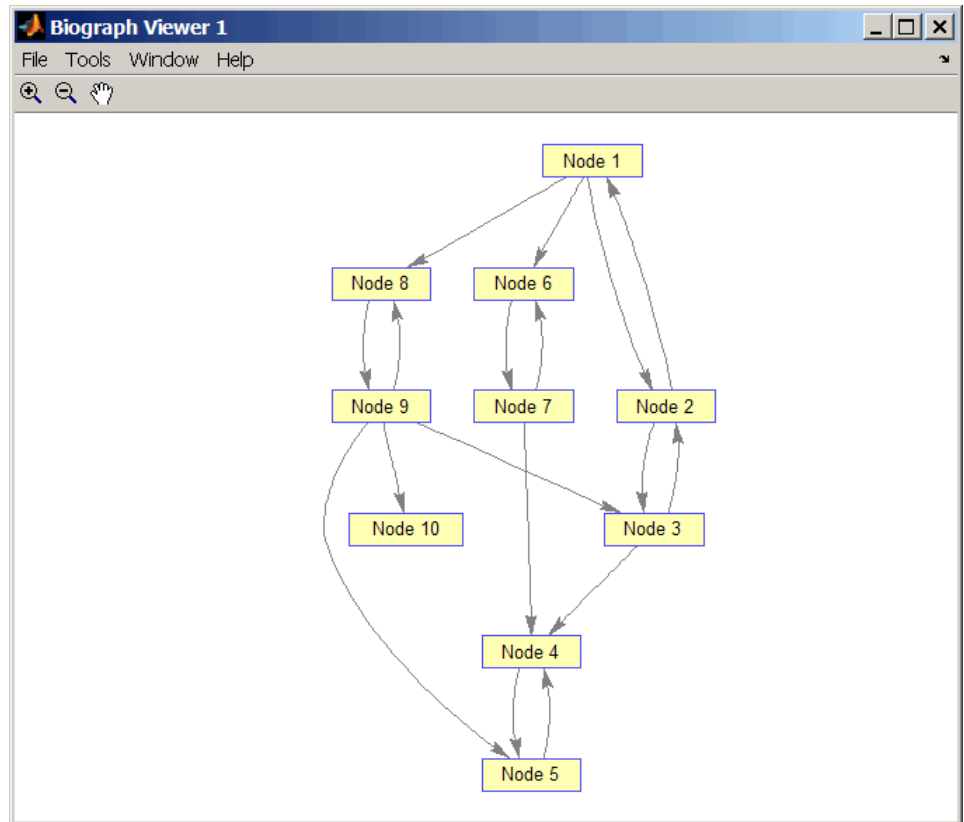 Biograph Viewer 1
File Tools Window Help
Node 1
Node 8 Node 6
Node 9 Node 7 Node 2
Node 10 Node 3
Node 4
Node 5